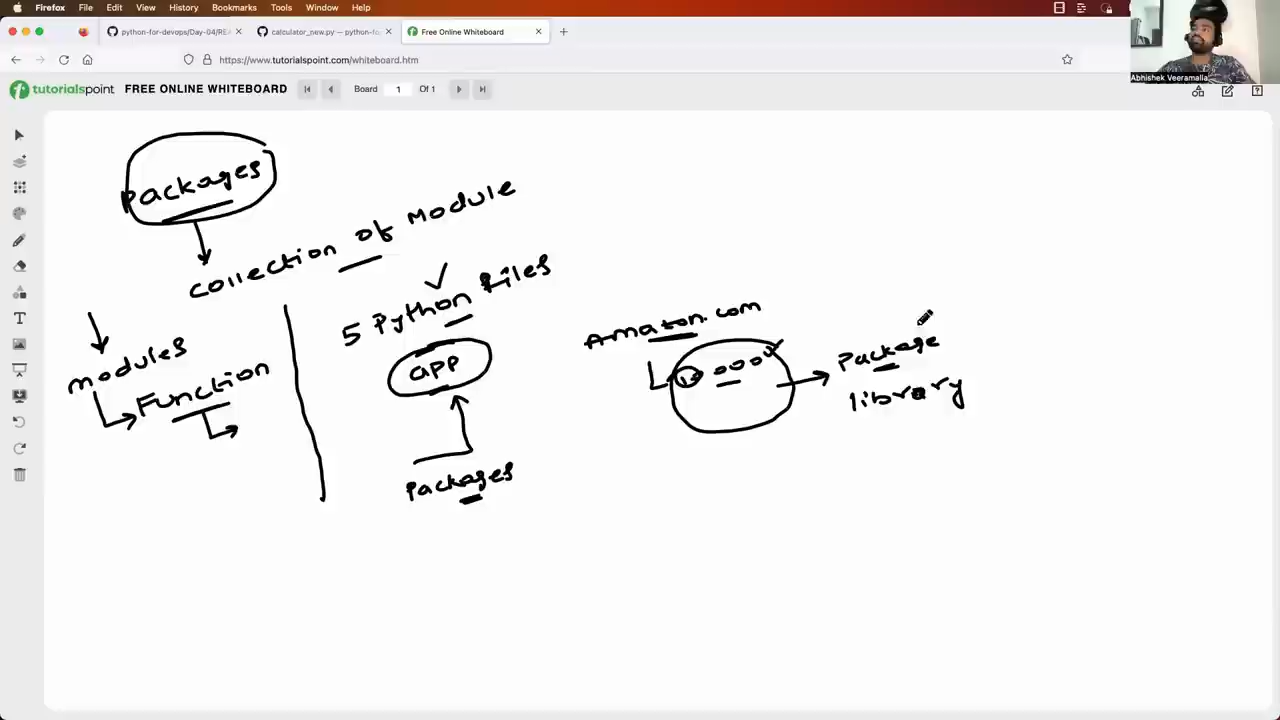 Firefox File Edit View History Bookmarks Tools Window Help
python-for-devops/Day-04/REA
calculator_new.py — python-fo
Free Online Whiteboard
https://www.tutorialspoint.com/whiteboard.htm
Abhishek Veeramalla
tutorialspoint FREE ONLINE WHITEBOARD Board 1 Of 1
Packages
Collection of Module
modules
Function
5 Python files
app
Packages
Amazon.com
Package
library